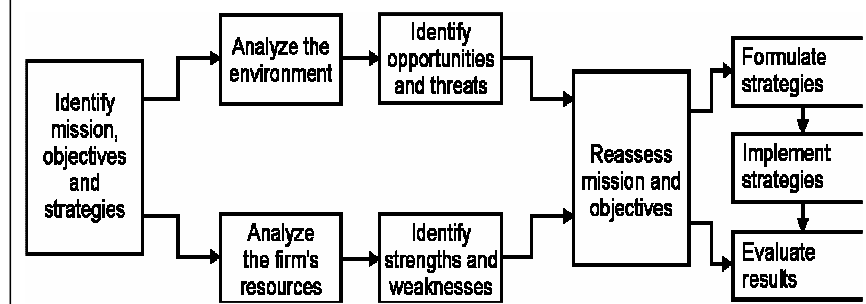 Identify
mission,
objectives
and
strategies
Analyze the
environment
Identify
opportunities
and threats
Analyze
the firm's
resources
Identify
strengths and
weaknesses
Reassess
mission and
objectives
Formulate
strategies
Implement
strategies
Evaluate
results